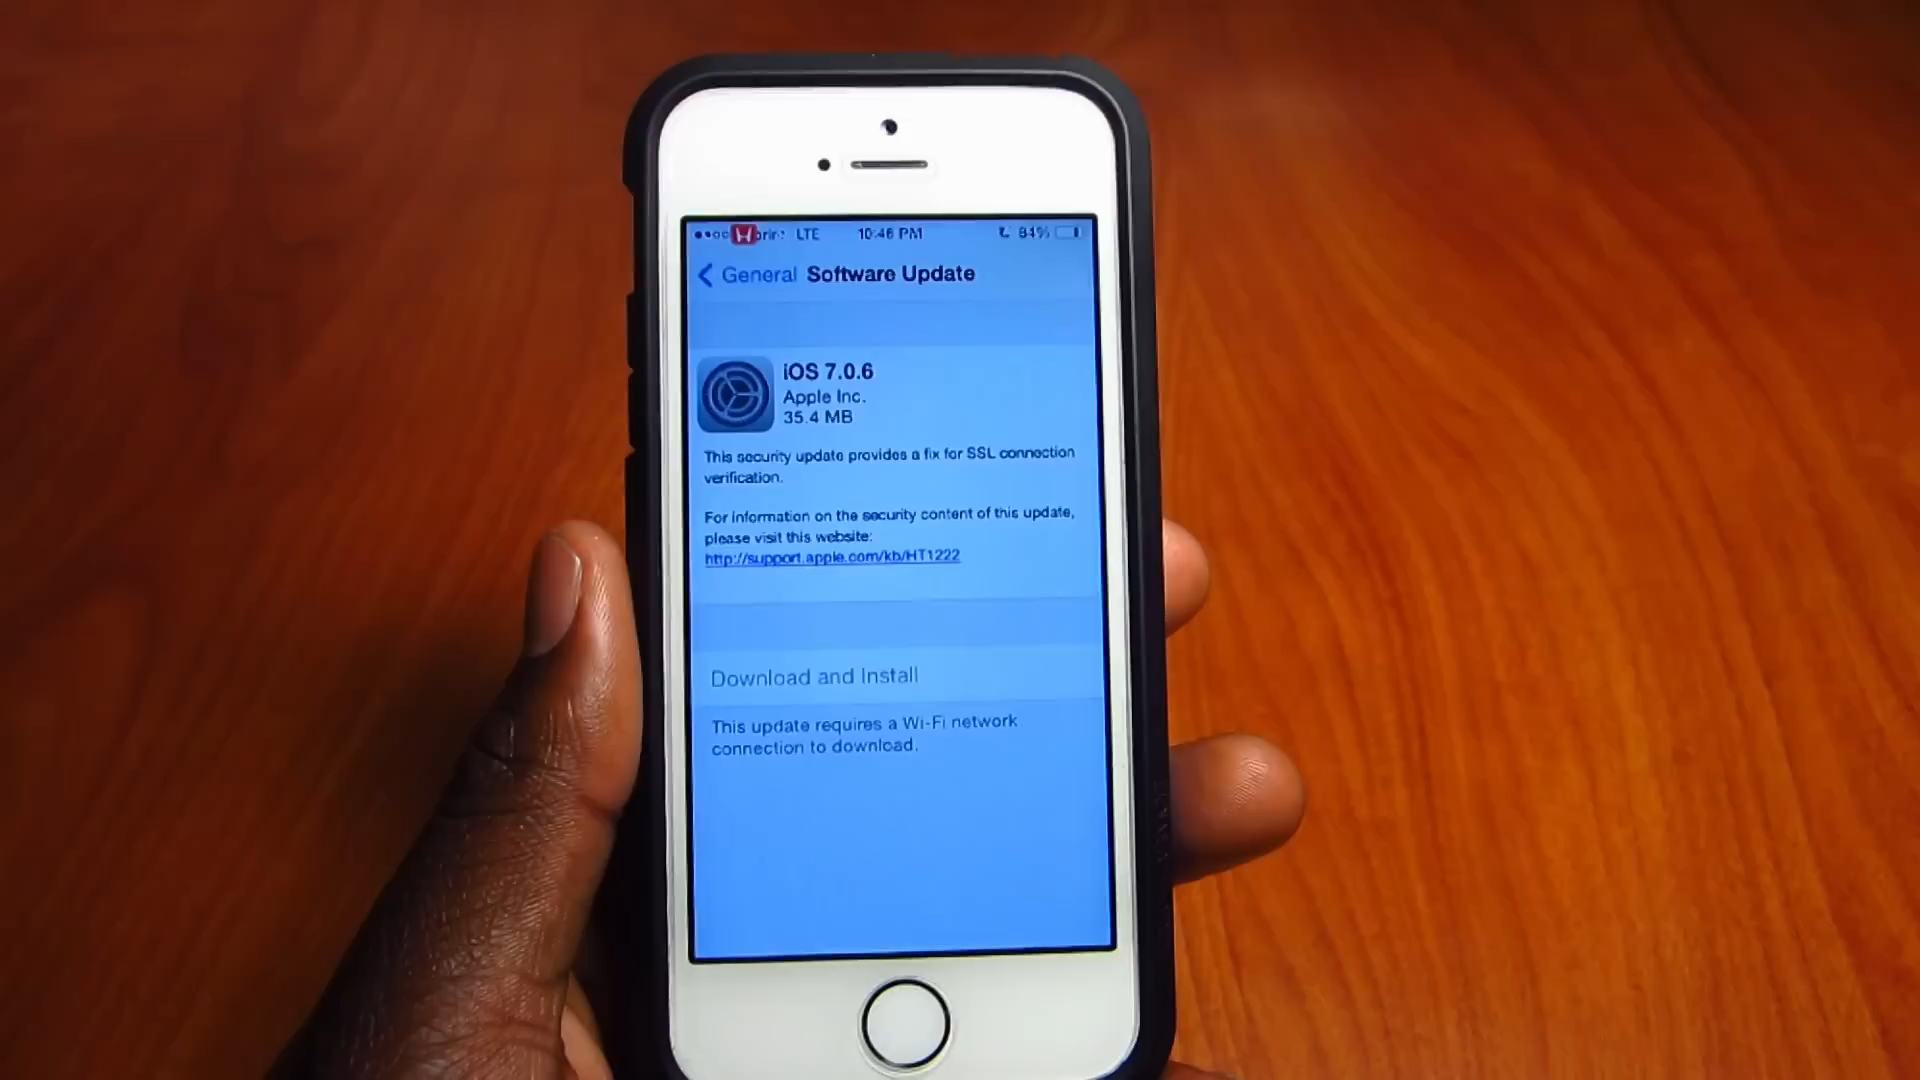 LTE 10:46 PM 84%
General Software Update
iOS 7.0.6
Apple Inc.
35.4 MB
This security update provides a fix for SSL connection
verification.
For information on the security content of this update,
please visit this website:
http://support.apple.com/kb/HT1222
Download and Install
This update requires a Wi-Fi network
connection to download.